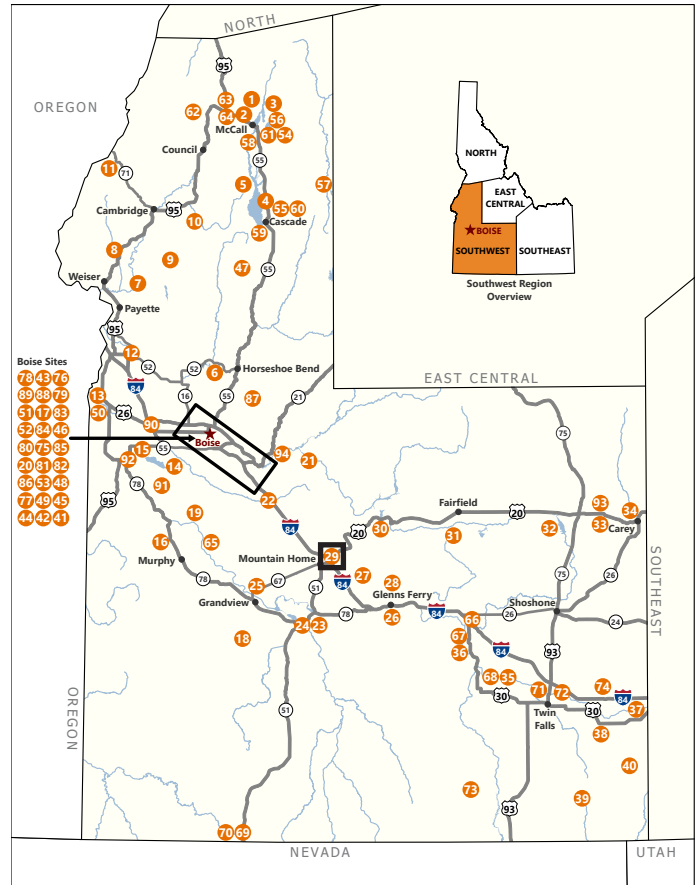 NORTH
OREGON
95
63
1
3
62
64
2
56
McCall
61
54
58
Council
55
11
71
5
57
4
Cambridge
95
55
60
10
Cascade
59
8
9
47
55
Weiser
7
Payette
95
12
52
52
6
Horseshoe Bend
84
16
55
87
21
13
50
26
90
Boise
15
55
14
94
21
92
78
91
95
22
19
84
16
65
Murphy
Mountain Home
29
20
30
Fairfield
20
93
34
33
Carey
31
32
75
78
67
25
51
84
27
28
Grandview
Glenns Ferry
26
24
23
78
84
66
26
Shoshone
75
26
24
18
67
36
84
93
68
35
30
71
72
74
84
37
30
Twin
Falls
38
51
40
73
39
93
70
69
Boise Sites
78 43 76
89 88 79
51 17 83
52 84 46
80 75 85
20 81 82
86 53 48
77 49 45
44 42 41
NORTH
EAST
CENTRAL
BOISE
SOUTHWEST
SOUTHEAST
Southwest Region
Overview
EAST CENTRAL
75
SOUTHEAST
OREGON
NEVADA
UTAH